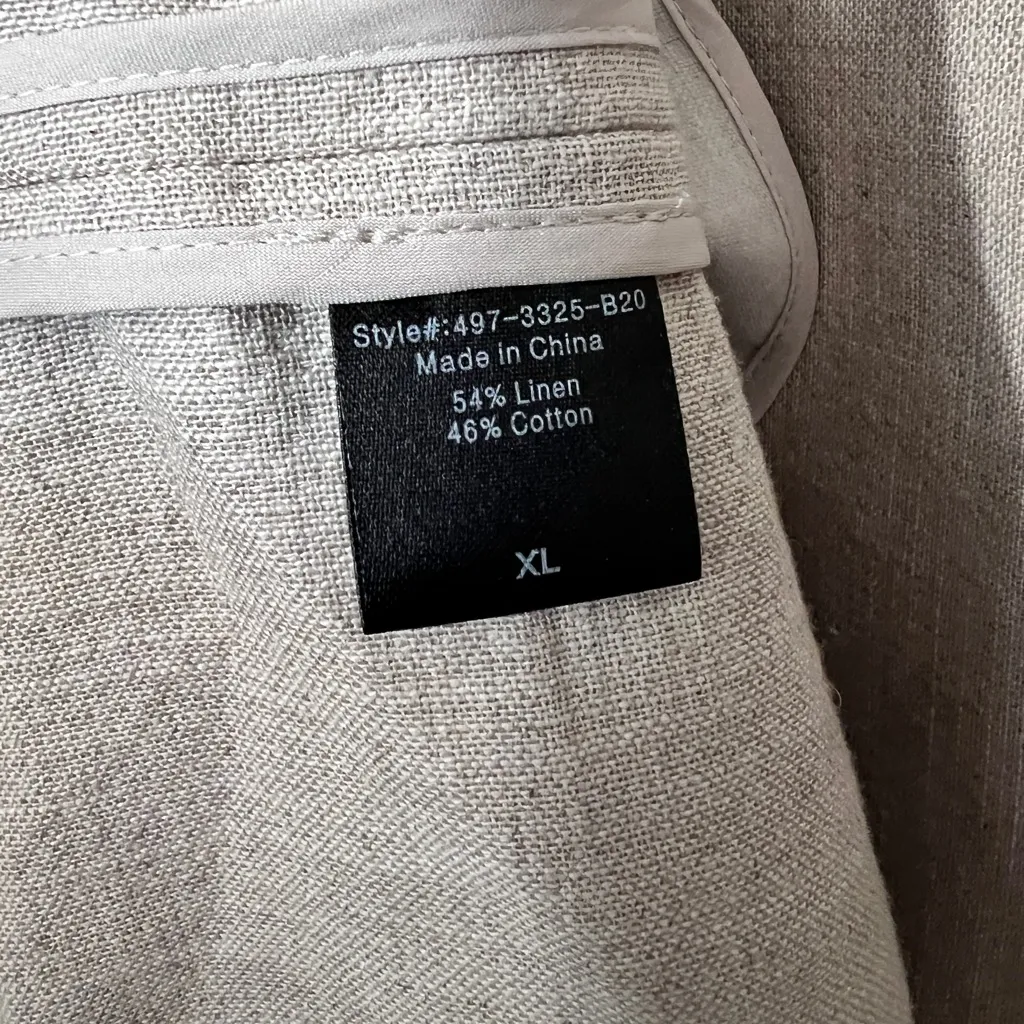 Style#:497-3325-B20
Made in China
54% Linen
46% Cotton
XL